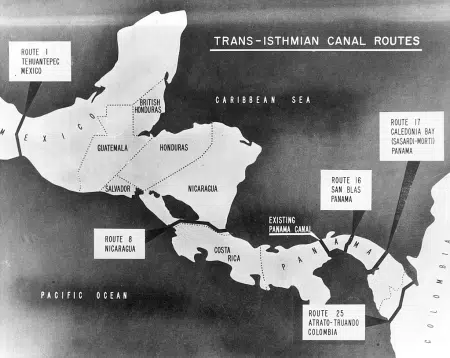 TRANS-ISTHMIAN CANAL ROUTES
ROUTE 1
TEHUANTEPEC
MEXICO
MEXICO
BRITISH
HONDURAS
CARIBBEAN SEA
GUATEMALA
HONDURAS
SALVADOR
NICARAGUA
ROUTE 17
CALEDONIA BAY
(SASARDI-MORTI)
PANAMA
ROUTE 16
SAN BLAS
PANAMA
EXISTING
PANAMA CANAL
ROUTE 8
NICARAGUA
COSTA
RICA
PANAMA
COLOMBIA
PACIFIC OCEAN
ROUTE 25
ATRATO-TRUANDO
COLOMBIA